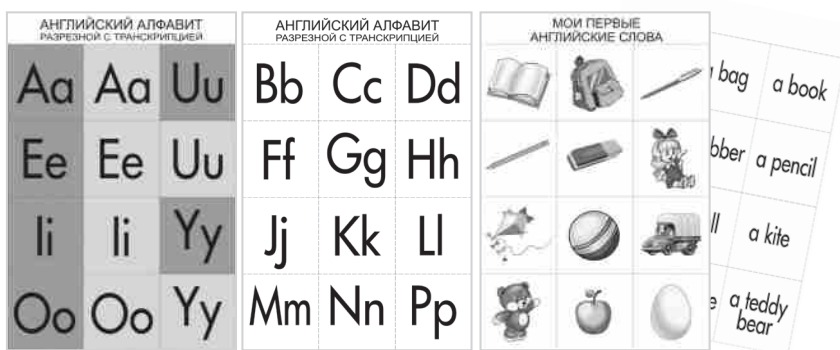 АНГЛИЙСКИЙ АЛФАВИТ
РАЗРЕЗНОЙ С ТРАНСКРИПЦИЕЙ
Aa Aa Uu
Ee Ee Uu
Ii Ii Yy
Oo Oo Yy
АНГЛИЙСКИЙ АЛФАВИТ
РАЗРЕЗНОЙ С ТРАНСКРИПЦИЕЙ
Bb Cc Dd
Ff Gg Hh
Jj Kk Ll
Mm Nn Pp
МОИ ПЕРВЫЕ
АНГЛИЙСКИЕ СЛОВА
bag a book
a pencil
a kite
a teddy
bear